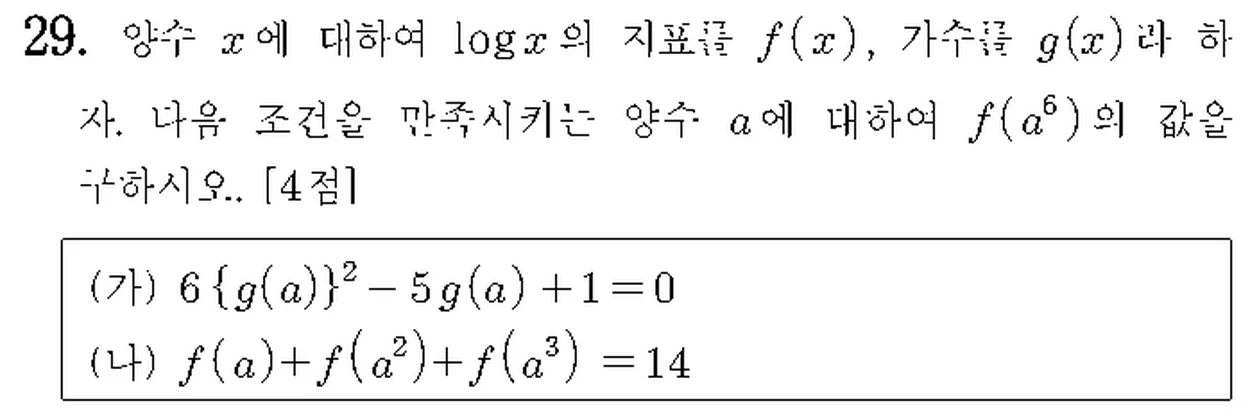 29. 양수 x에 대하여 log x의 지표를 f(x), 가수를 g(x)라 하
자. 다음 조건을 만족시키는 양수 a에 대하여 f(a⁶)의 값을
구하시오. [4점]
(가) 6{g(a)}² − 5g(a) + 1 = 0
(나) f(a) + f(a²) + f(a³) = 14